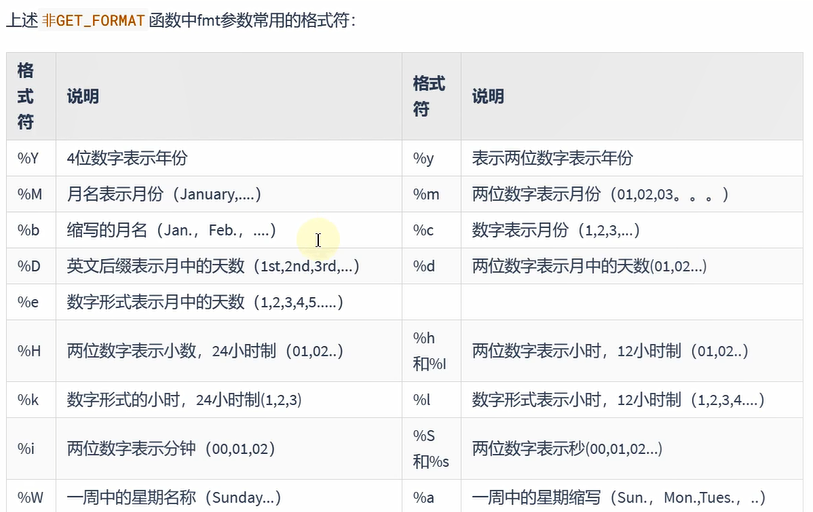 上述 非GET_FORMAT 函数中fmt参数常用的格式符：
格式符 说明 格式符 说明
%Y 4位数字表示年份 %y 表示两位数字表示年份
%M 月名表示月份（January,....） %m 两位数字表示月份（01,02,03。。。）
%b 缩写的月名（Jan.，Feb.，....） %c 数字表示月份（1,2,3,...）
%D 英文后缀表示月中的天数（1st,2nd,3rd,...） %d 两位数字表示月中的天数(01,02...)
%e 数字形式表示月中的天数（1,2,3,4,5.....）
%H 两位数字表示小数，24小时制（01,02..） %h和%I 两位数字表示小时，12小时制（01,02..）
%k 数字形式的小时，24小时制(1,2,3) %l 数字形式表示小时，12小时制（1,2,3,4....）
%i 两位数字表示分钟（00,01,02） %S和%s 两位数字表示秒(00,01,02...)
%W 一周中的星期名称（Sunday...） %a 一周中的星期缩写（Sun.，Mon.,Tues.，..）